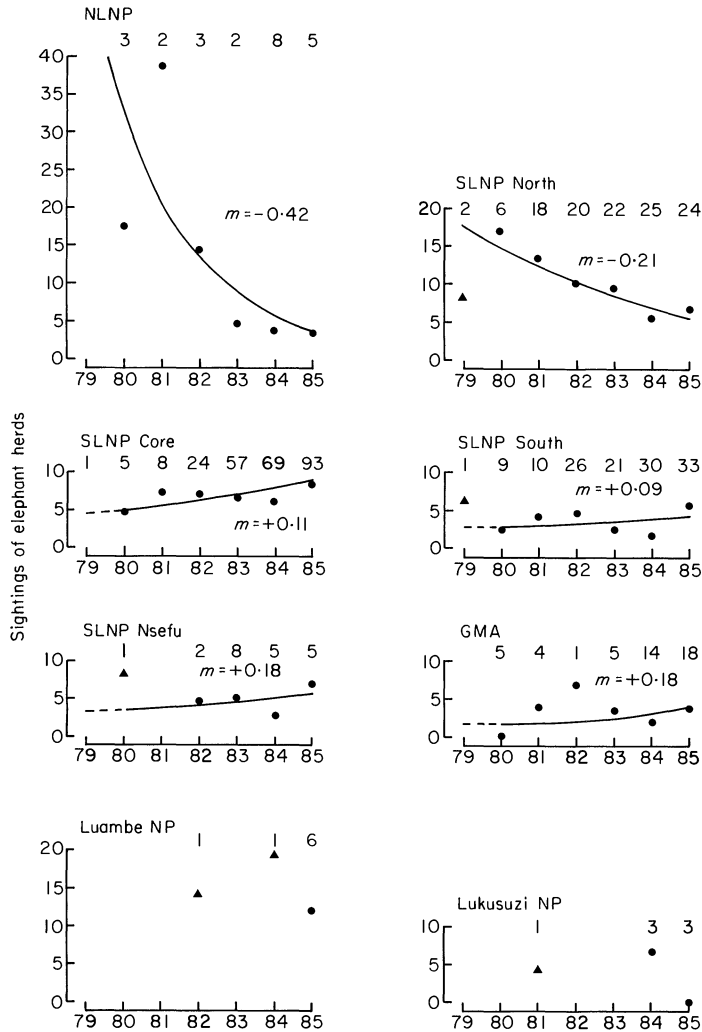 Sightings of elephant herds
NLNP
3 2 3 2 8 5
40
35
30
25
20
15
10
5
0
m=−0·42
79 80 81 82 83 84 85
SLNP North
2 6 18 20 22 25 24
20
15
10
5
0
m=−0·21
79 80 81 82 83 84 85
SLNP Core
1 5 8 24 57 69 93
10
5
0
m=+0·11
79 80 81 82 83 84 85
SLNP South
1 9 10 26 21 30 33
10
5
0
m=+0·09
79 80 81 82 83 84 85
SLNP Nsefu
1 2 8 5 5
10
5
0
m=+0·18
79 80 81 82 83 84 85
GMA
5 4 1 5 14 18
10
5
0
m=+0·18
79 80 81 82 83 84 85
Luambe NP
1 1 6
20
15
10
5
0
79 80 81 82 83 84 85
Lukusuzi NP
1 3 3
10
5
0
79 80 81 82 83 84 85